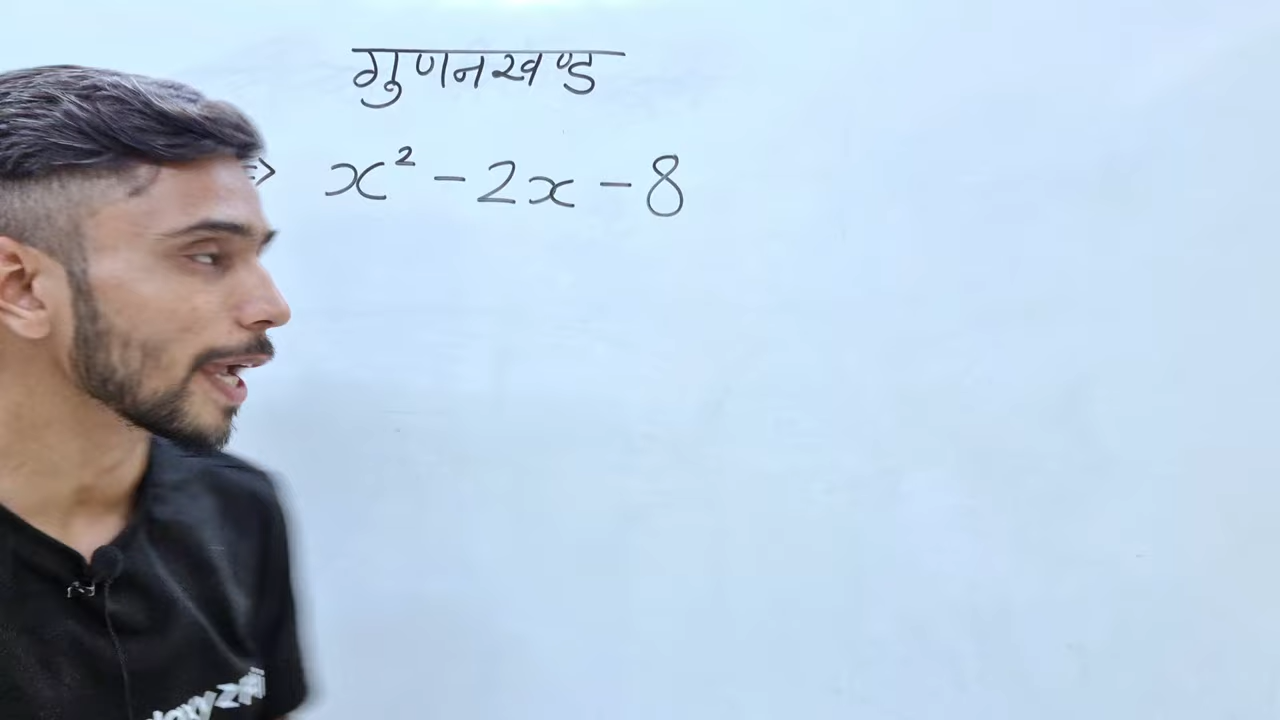 गुणनखण्ड
=> x² - 2x - 8